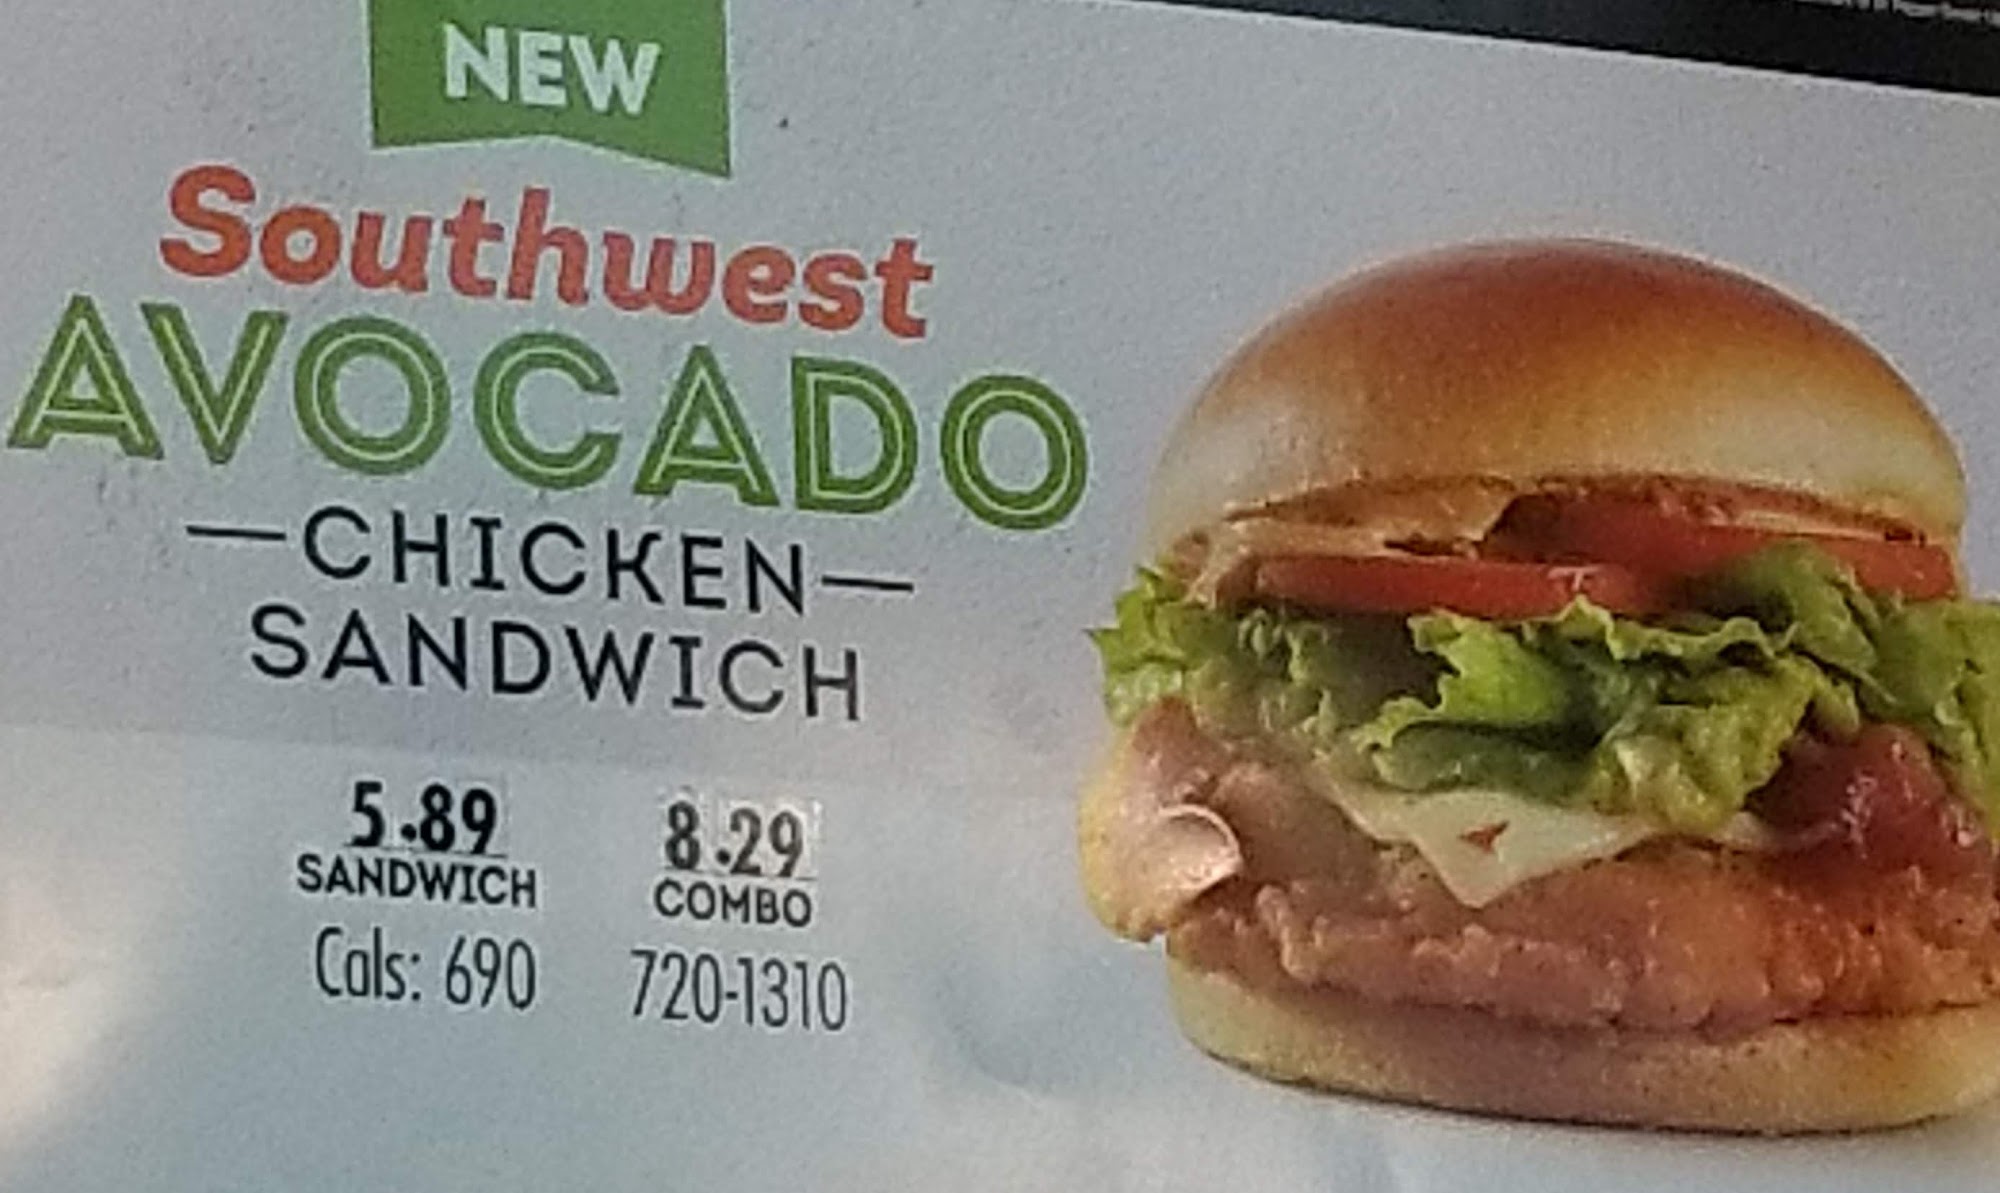 NEW
Southwest
AVOCADO
—CHICKEN—
SANDWICH
5.89 8.29
SANDWICH COMBO
Cals: 690 720-1310